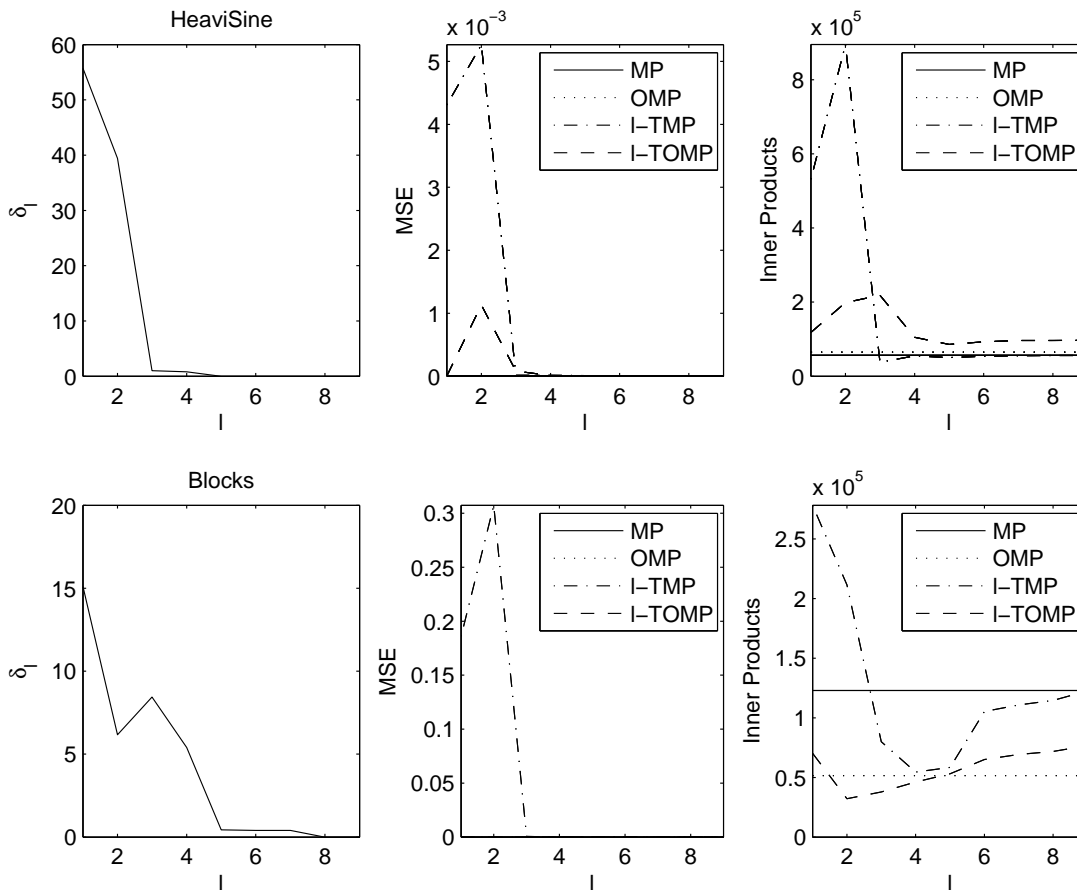 HeaviSine
60
50
40
30
20
10
0
δl
2 4 6 8
l
x 10^-3
5
4
3
2
1
0
MSE
2 4 6 8
l
MP
OMP
l−TMP
l−TOMP
x 10^5
8
6
4
2
0
Inner Products
2 4 6 8
l
MP
OMP
l−TMP
l−TOMP
Blocks
20
15
10
5
0
δl
2 4 6 8
l
0.3
0.25
0.2
0.15
0.1
0.05
0
MSE
2 4 6 8
l
MP
OMP
l−TMP
l−TOMP
x 10^5
2.5
2
1.5
1
0.5
0
Inner Products
2 4 6 8
l
MP
OMP
l−TMP
l−TOMP